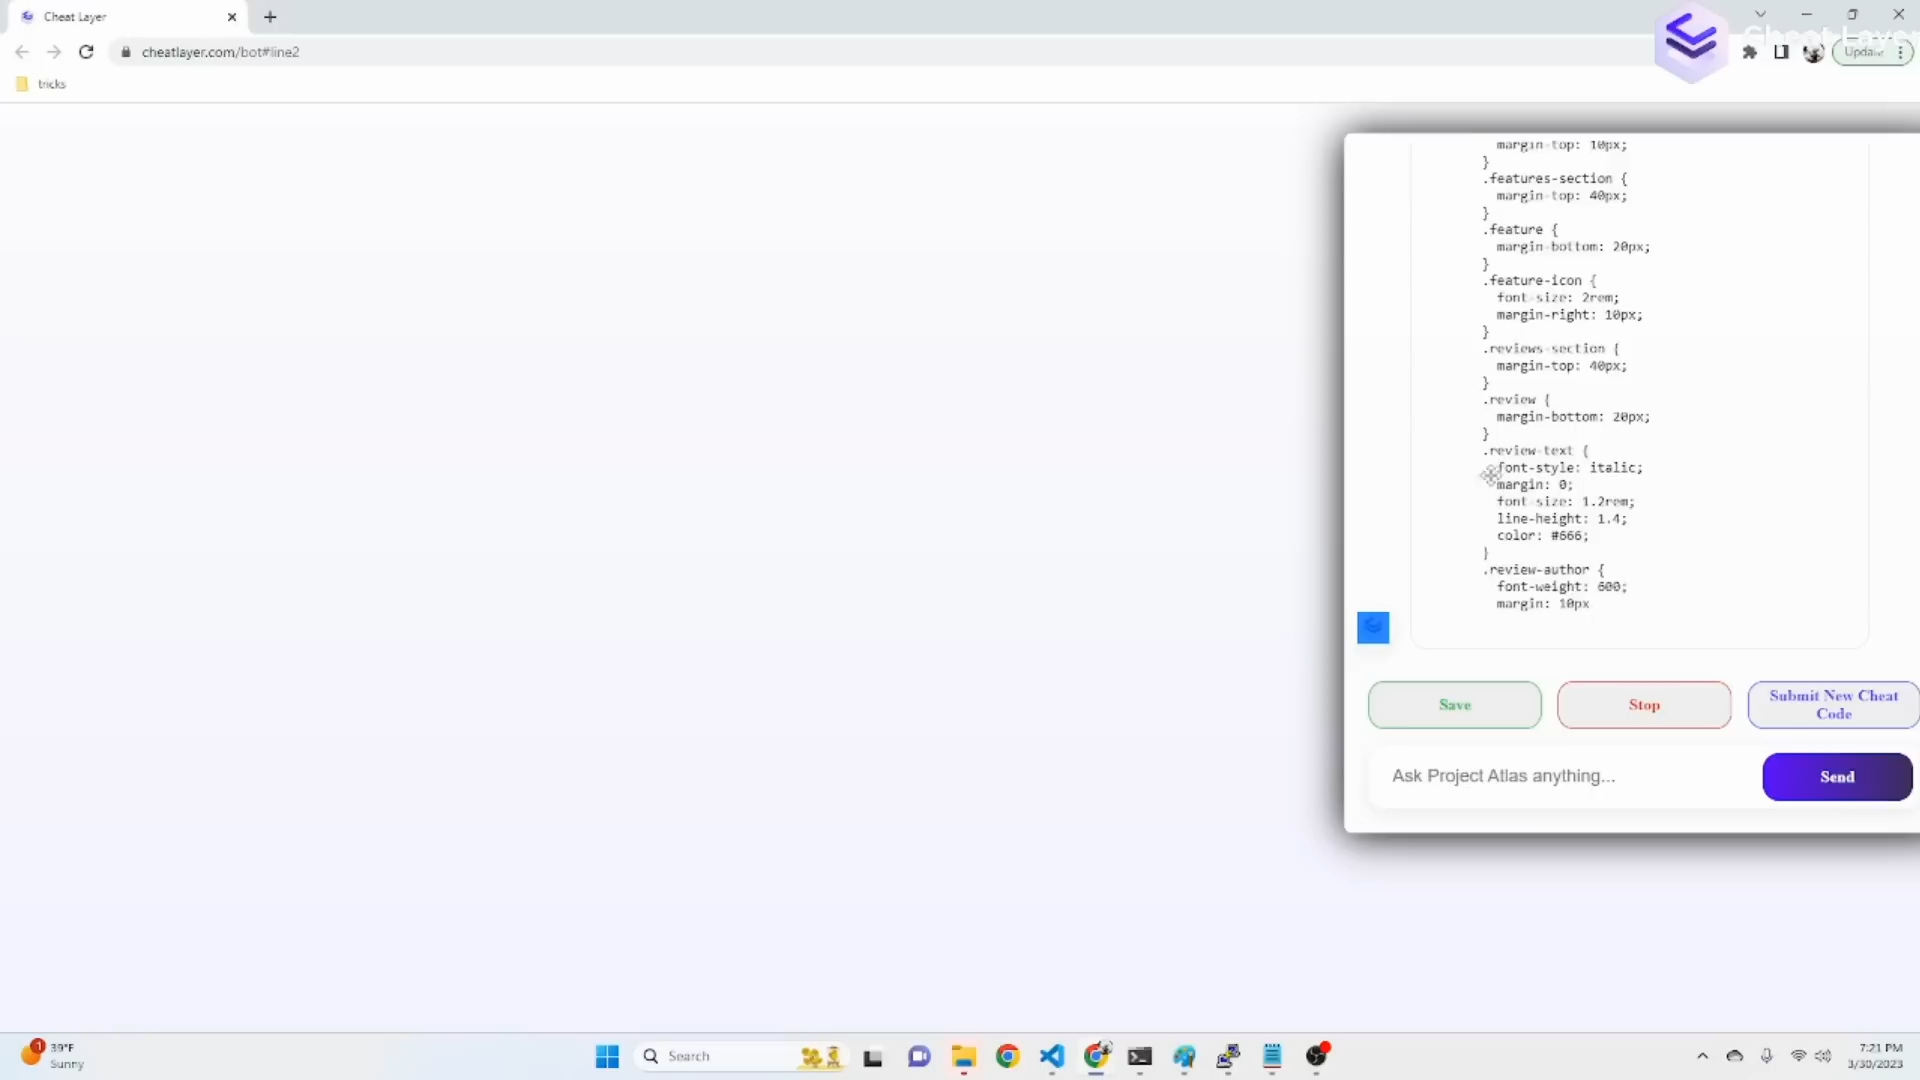 Cheat Layer
cheatlayer.com/bot#line2
Cheat Layer
Update
tricks
margin-top: 10px;
}
.features-section {
margin-top: 40px;
}
.feature {
margin-bottom: 20px;
}
.feature-icon {
font-size: 2rem;
margin-right: 10px;
}
.reviews-section {
margin-top: 40px;
}
.review {
margin-bottom: 20px;
}
.review-text {
font-style: italic;
margin: 0;
font-size: 1.2rem;
line-height: 1.4;
color: #666;
}
.review-author {
font-weight: 600;
margin: 10px
Save
Stop
Submit New Cheat
Code
Ask Project Atlas anything...
Send
1
39°F
Sunny
Search
7:21 PM
3/30/2023